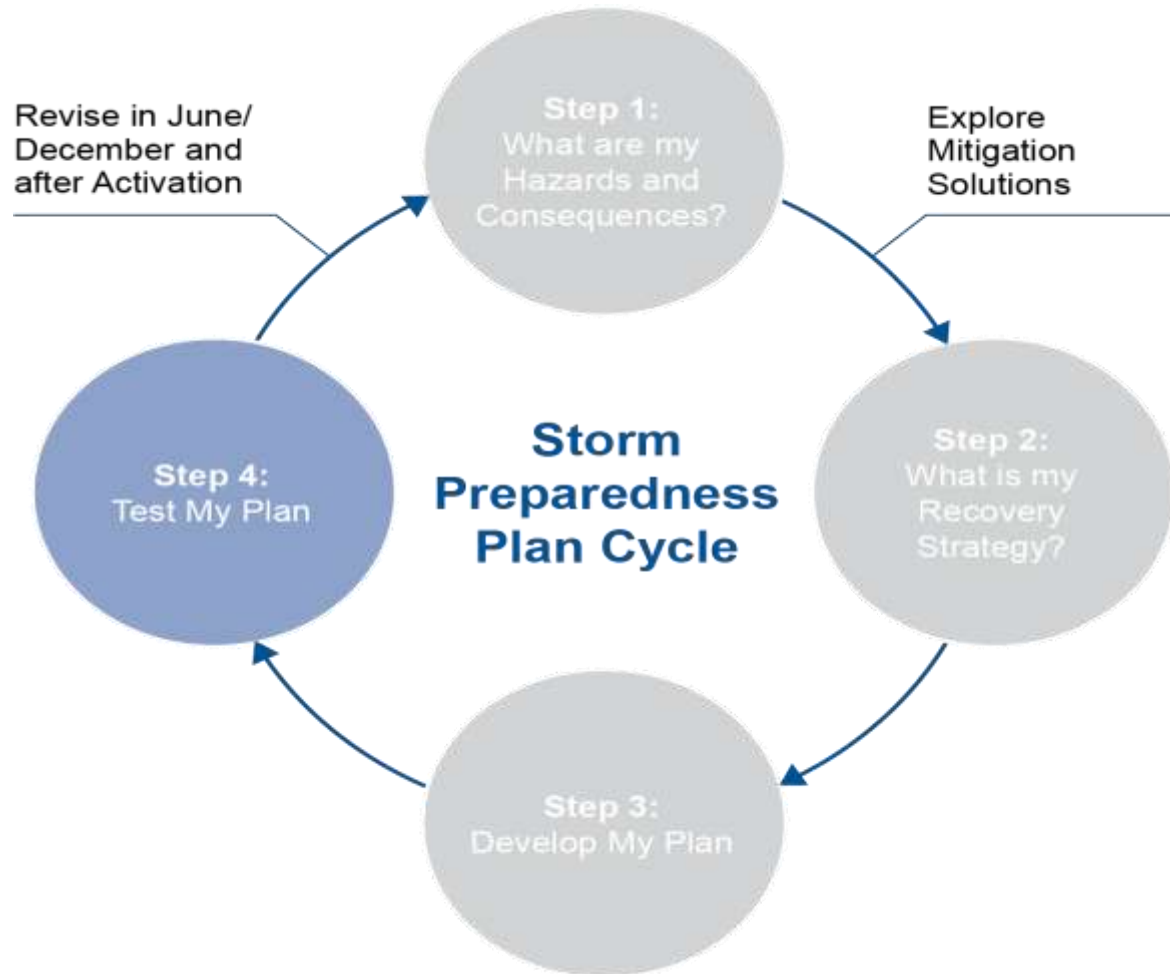 Revise in June/
December and
after Activation
Step 1:
What are my
Hazards and
Consequences?
Explore
Mitigation
Solutions
Step 4:
Test My Plan
Storm
Preparedness
Plan Cycle
Step 2:
What is my
Recovery
Strategy?
Step 3:
Develop My Plan